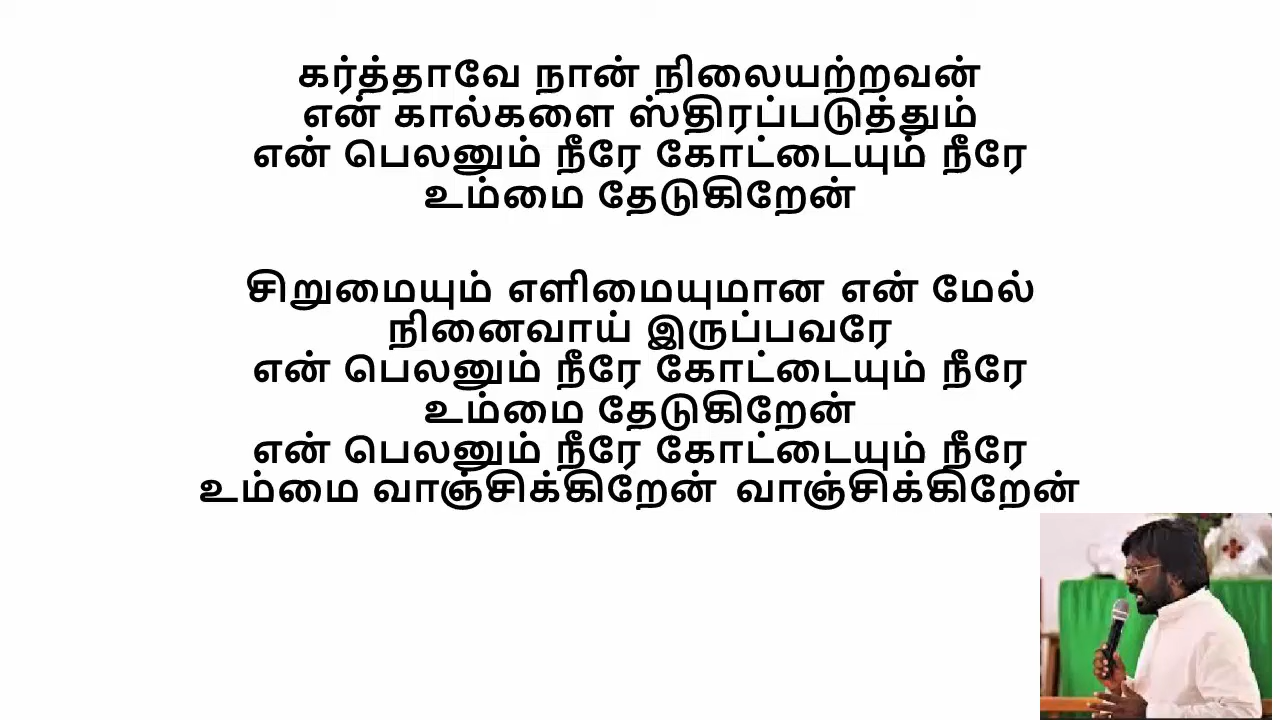 கர்த்தாவே நான் நிலையற்றவன்
என் கால்களை ஸ்திரப்படுத்தும்
என் பெலனும் நீரே கோட்டையும் நீரே
உம்மை தேடுகிறேன்
சிறுமையும் எளிமையுமான என் மேல்
நினைவாய் இருப்பவரே
என் பெலனும் நீரே கோட்டையும் நீரே
உம்மை தேடுகிறேன்
என் பெலனும் நீரே கோட்டையும் நீரே
உம்மை வாஞ்சிக்கிறேன் வாஞ்சிக்கிறேன்